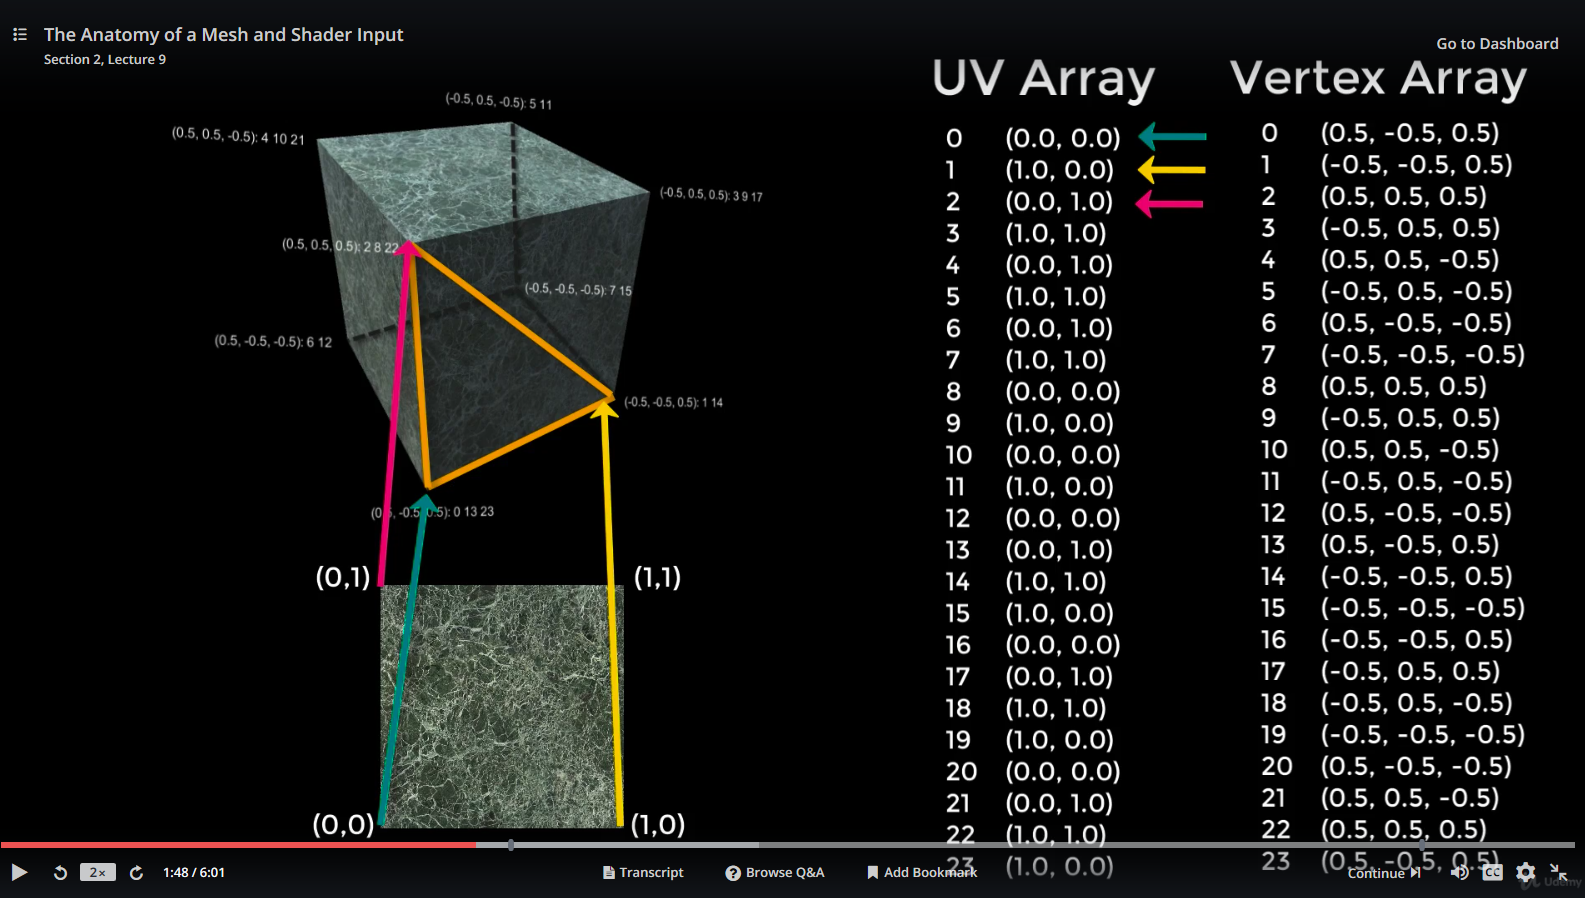 The Anatomy of a Mesh and Shader Input
Section 2, Lecture 9
Go to Dashboard
(-0.5, 0.5, -0.5): 5 11
(0.5, 0.5, -0.5): 4 10 21
(-0.5, 0.5, 0.5): 3 9 17
(0.5, 0.5, 0.5): 2 8 22
(-0.5, -0.5, -0.5): 7 15
(0.5, -0.5, -0.5): 6 12
(-0.5, -0.5, 0.5): 1 14
(0.5, -0.5, 0.5): 0 13 23
(0,1)
(1,1)
(0,0)
(1,0)
UV Array
0 (0.0, 0.0)
1 (1.0, 0.0)
2 (0.0, 1.0)
3 (1.0, 1.0)
4 (0.0, 1.0)
5 (1.0, 1.0)
6 (0.0, 1.0)
7 (1.0, 1.0)
8 (0.0, 0.0)
9 (1.0, 0.0)
10 (0.0, 0.0)
11 (1.0, 0.0)
12 (0.0, 0.0)
13 (0.0, 1.0)
14 (1.0, 1.0)
15 (1.0, 0.0)
16 (0.0, 0.0)
17 (0.0, 1.0)
18 (1.0, 1.0)
19 (1.0, 0.0)
20 (0.0, 0.0)
21 (0.0, 1.0)
22 (1.0, 1.0)
23 (1.0, 0.0)
Vertex Array
0 (0.5, -0.5, 0.5)
1 (-0.5, -0.5, 0.5)
2 (0.5, 0.5, 0.5)
3 (-0.5, 0.5, 0.5)
4 (0.5, 0.5, -0.5)
5 (-0.5, 0.5, -0.5)
6 (0.5, -0.5, -0.5)
7 (-0.5, -0.5, -0.5)
8 (0.5, 0.5, 0.5)
9 (-0.5, 0.5, 0.5)
10 (0.5, 0.5, -0.5)
11 (-0.5, 0.5, -0.5)
12 (0.5, -0.5, -0.5)
13 (0.5, -0.5, 0.5)
14 (-0.5, -0.5, 0.5)
15 (-0.5, -0.5, -0.5)
16 (-0.5, -0.5, 0.5)
17 (-0.5, 0.5, 0.5)
18 (-0.5, 0.5, -0.5)
19 (-0.5, -0.5, -0.5)
20 (0.5, -0.5, -0.5)
21 (0.5, 0.5, -0.5)
22 (0.5, 0.5, 0.5)
23 (0.5, -0.5, 0.5)
2×
1:48 / 6:01
Transcript
Browse Q&A
Add Bookmark
Continue
CC
Udemy